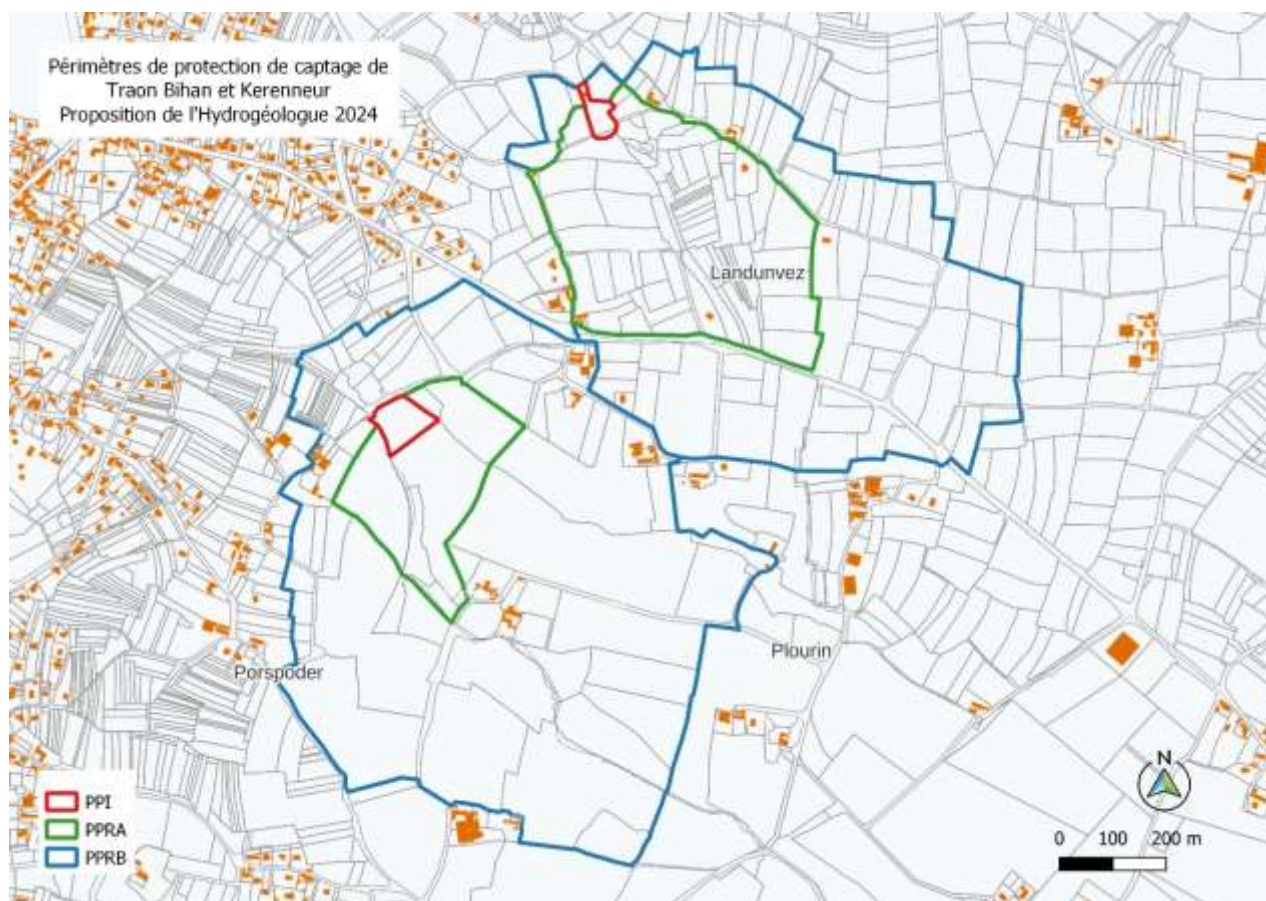 Périmètres de protection de captage de
Traon Bihan et Kerenneur
Proposition de l'Hydrogéologue 2024
Landunvez
Porspoder
Plourin
N
PPI
PPRA
PPRB
0 100 200 m